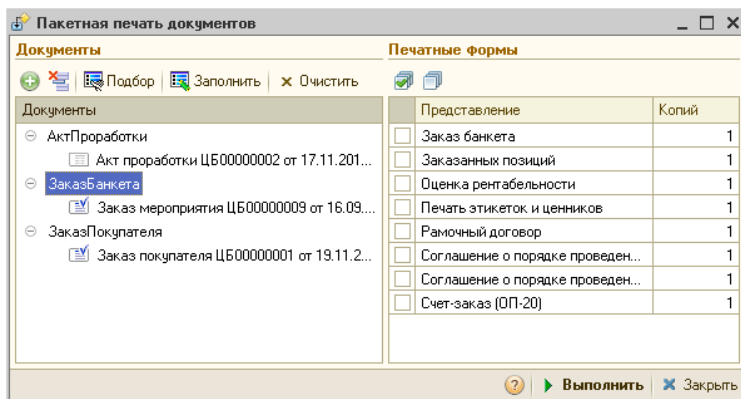 Пакетная печать документов
Документы
Печатные формы
Подбор Заполнить Очистить
Документы
АктПроработки
Акт проработки ЦБ00000002 от 17.11.201...
ЗаказБанкета
Заказ мероприятия ЦБ00000009 от 16.09....
ЗаказПокупателя
Заказ покупателя ЦБ00000001 от 19.11.2...
Представление Копий
Заказ банкета 1
Заказанных позиций 1
Оценка рентабельности 1
Печать этикеток и ценников 1
Рамочный договор 1
Соглашение о порядке проведен... 1
Соглашение о порядке проведен... 1
Счет-заказ (ОП-20) 1
? Выполнить Закрыть